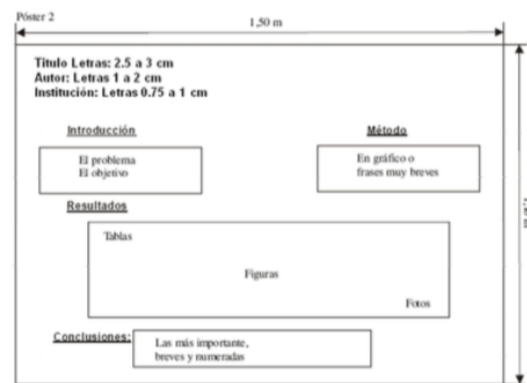 Póster 2
1,50 m
Titulo Letras: 2.5 a 3 cm
Autor: Letras 1 a 2 cm
Institución: Letras 0.75 a 1 cm
Introducción
Método
El problema
El objetivo
En gráfico o
frases muy breves
Resultados
Tablas
Figuras
Fotos
Conclusiones:
Las más importante,
breves y numeradas